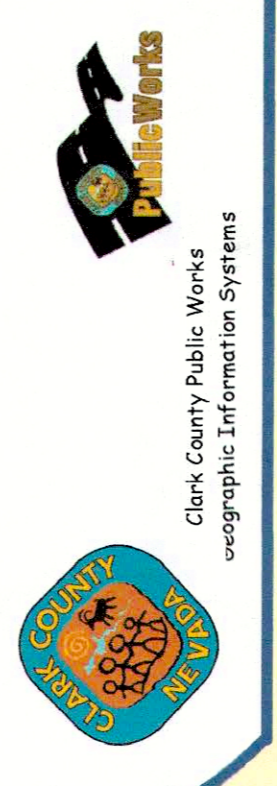 CLARK COUNTY
NEVADA
PublicWorks
Clark County Public Works
Geographic Information Systems